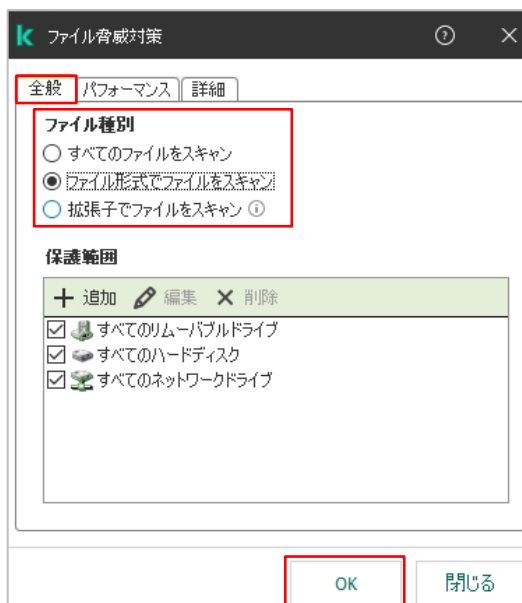 ファイル脅威対策
全般 パフォーマンス 詳細
ファイル種別
すべてのファイルをスキャン
ファイル形式でファイルをスキャン
拡張子でファイルをスキャン
保護範囲
追加 編集 削除
すべてのリムーバブルドライブ
すべてのハードディスク
すべてのネットワークドライブ
OK 閉じる